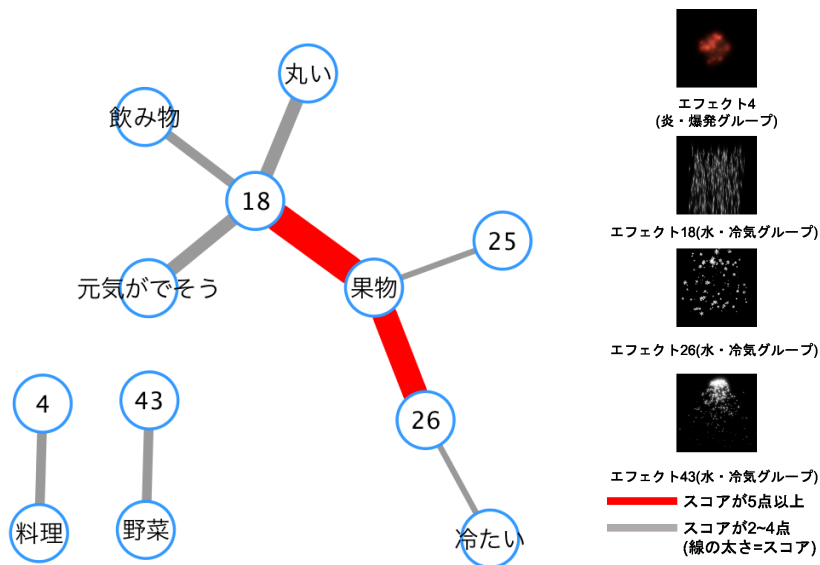 丸い
飲み物
18
25
元気がでそう
果物
4
43
26
料理
野菜
冷たい
エフェクト4
(炎・爆発グループ)
エフェクト18(水・冷気グループ)
エフェクト26(水・冷気グループ)
エフェクト43(水・冷気グループ)
スコアが5点以上
スコアが2~4点
(線の太さ=スコア)